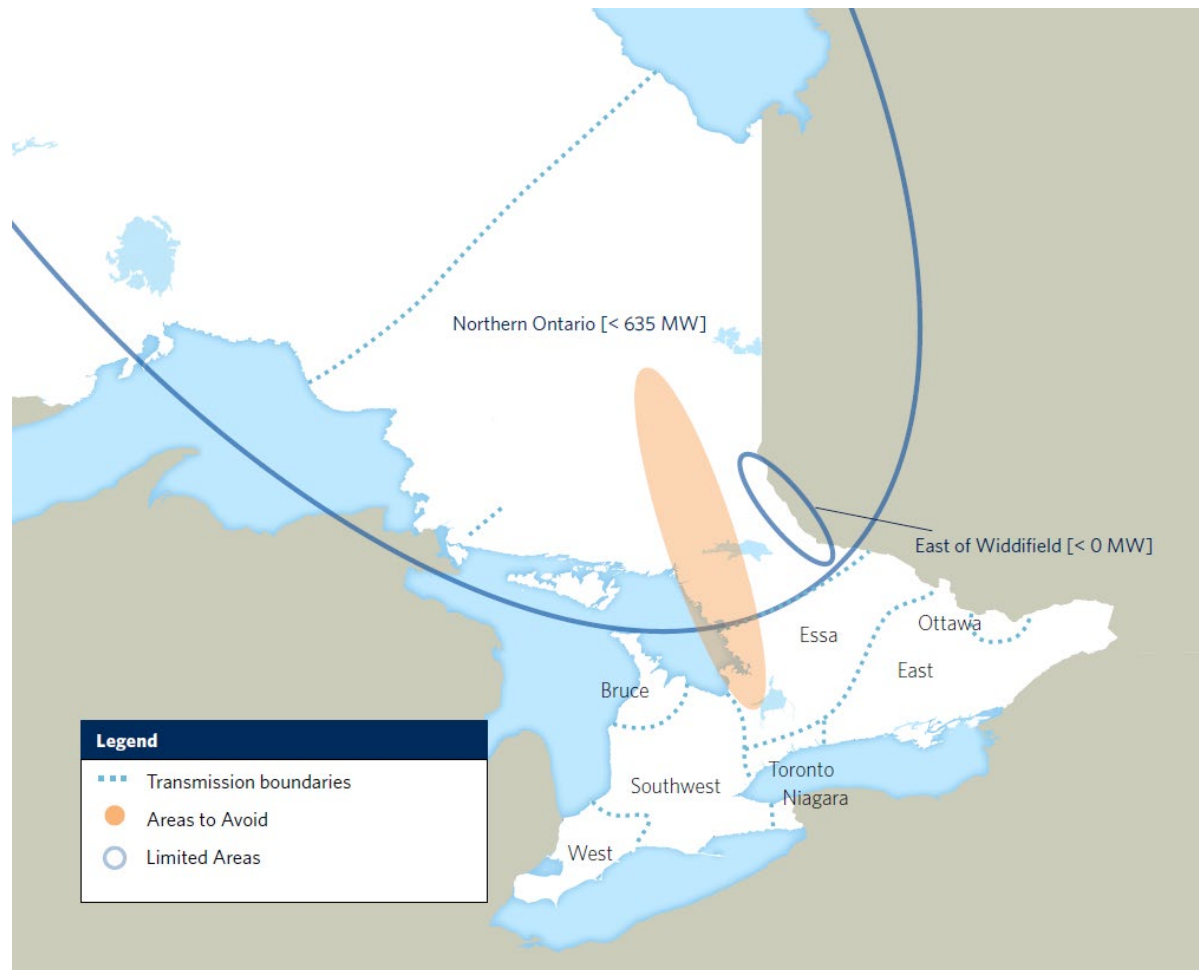 Northern Ontario [< 635 MW]
East of Widdifield [< 0 MW]
Ottawa
Essa
East
Bruce
Toronto
Southwest
Niagara
West
Legend
Transmission boundaries
Areas to Avoid
Limited Areas